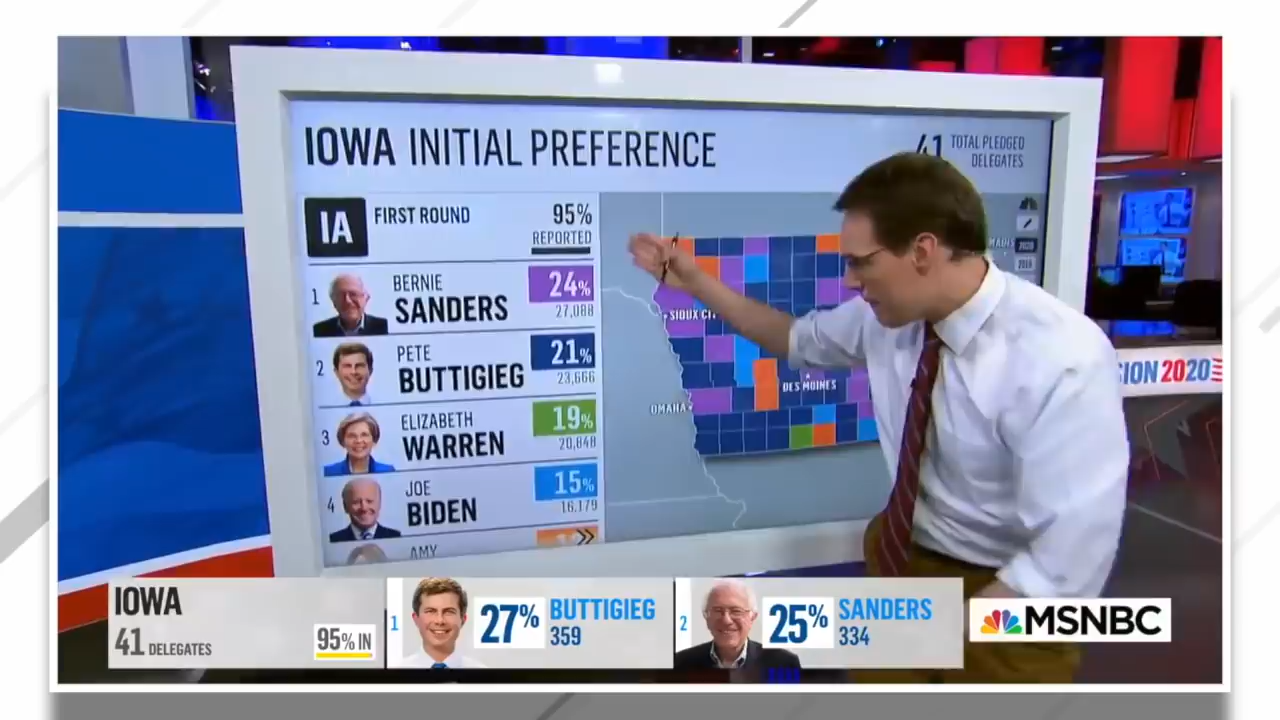 IOWA INITIAL PREFERENCE
41 TOTAL PLEDGED
DELEGATES
IA FIRST ROUND 95%
REPORTED
1 BERNIE
SANDERS
24%
27,088
2 PETE
BUTTIGIEG
21%
23,666
3 ELIZABETH
WARREN
19%
20,848
4 JOE
BIDEN
15%
16,179
AMY
SIOUX CI
OMAHA
DES MOINES
2020
2016
ION 2020
IOWA
41 DELEGATES
95% IN
1 27% BUTTIGIEG
359
2 25% SANDERS
334
MSNBC